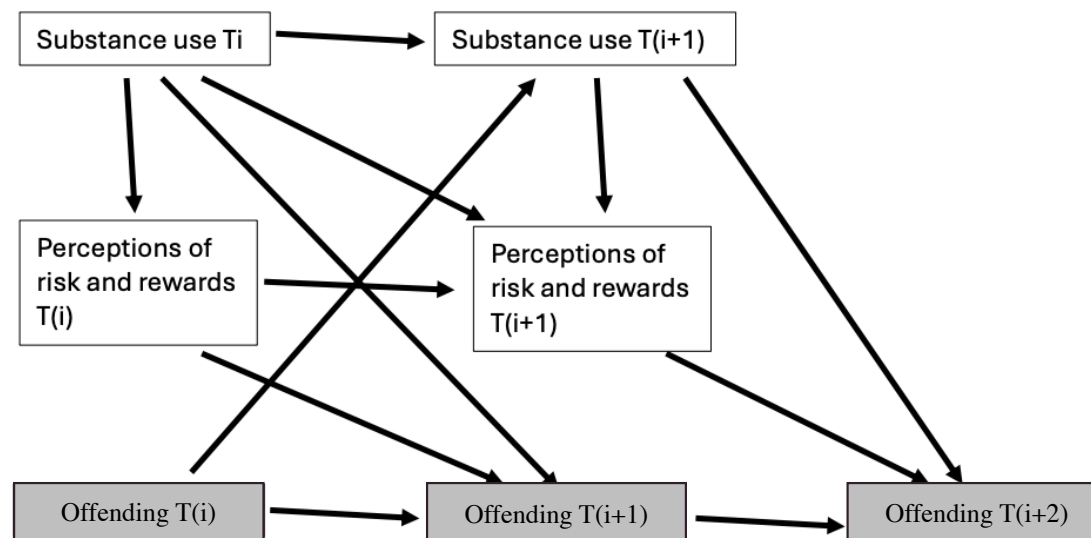 Substance use Ti
Substance use T(i+1)
Perceptions of
risk and rewards
T(i)
Perceptions of
risk and rewards
T(i+1)
Offending T(i)
Offending T(i+1)
Offending T(i+2)